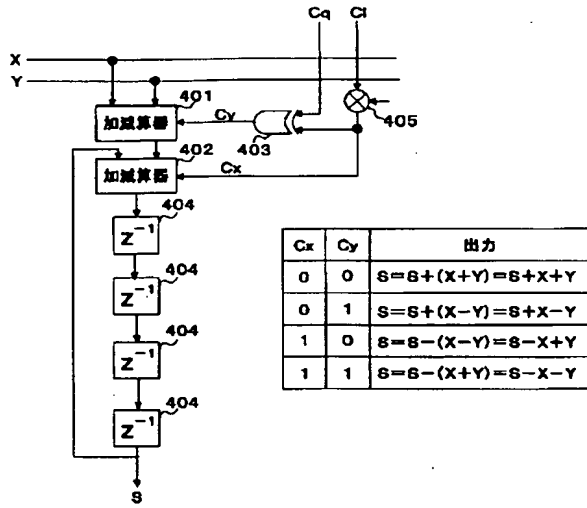 Cq Ci
X
Y
401
加減算器
Cy
403
405
402
加減算器
Cx
404
Z⁻¹
404
Z⁻¹
404
Z⁻¹
404
Z⁻¹
S
Cx Cy 出力
0 0 S=S+(X+Y)=S+X+Y
0 1 S=S+(X−Y)=S+X−Y
1 0 S=S−(X−Y)=S−X+Y
1 1 S=S−(X+Y)=S−X−Y